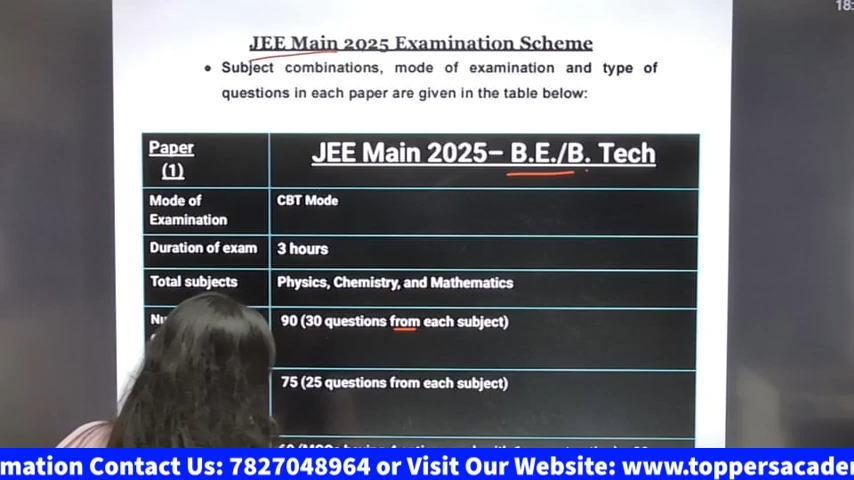 18:
JEE Main 2025 Examination Scheme
• Subject combinations, mode of examination and type of
questions in each paper are given in the table below:
Paper
(1)
JEE Main 2025– B.E./B. Tech
Mode of
Examination
CBT Mode
Duration of exam
3 hours
Total subjects
Physics, Chemistry, and Mathematics
90 (30 questions from each subject)
75 (25 questions from each subject)
mation Contact Us: 7827048964 or Visit Our Website: www.toppersacader